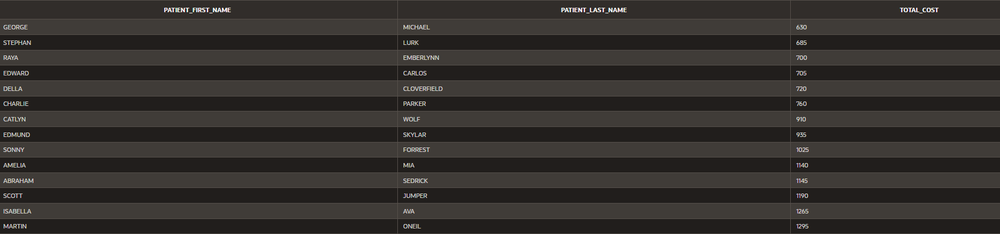 PATIENT_FIRST_NAME PATIENT_LAST_NAME TOTAL_COST
GEORGE MICHAEL 630
STEPHAN LURK 685
RAYA EMBERLYNN 700
EDWARD CARLOS 705
DELLA CLOVERFIELD 720
CHARLIE PARKER 760
CATLYN WOLF 910
EDMUND SKYLAR 935
SONNY FORREST 1025
AMELIA MIA 1140
ABRAHAM SEDRICK 1145
SCOTT JUMPER 1190
ISABELLA AVA 1265
MARTIN ONEIL 1295